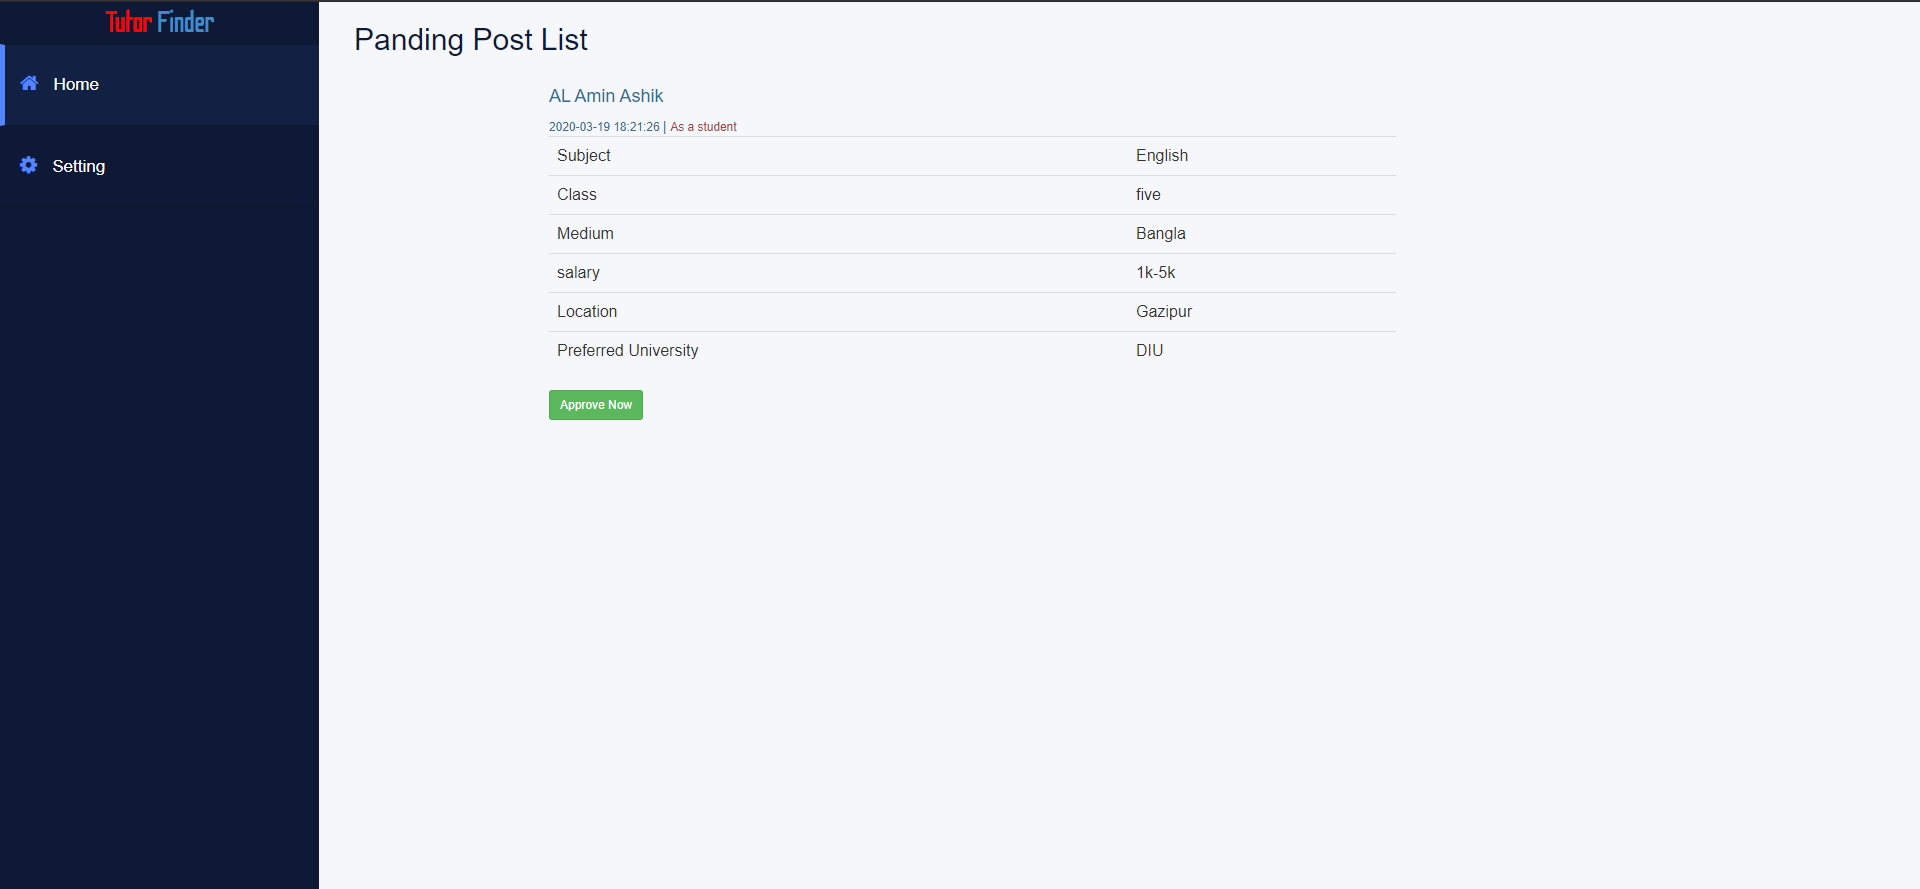 Tutor Finder
Home
Setting
Panding Post List
AL Amin Ashik
2020-03-19 18:21:26 | As a student
Subject English
Class five
Medium Bangla
salary 1k-5k
Location Gazipur
Preferred University DIU
Approve Now